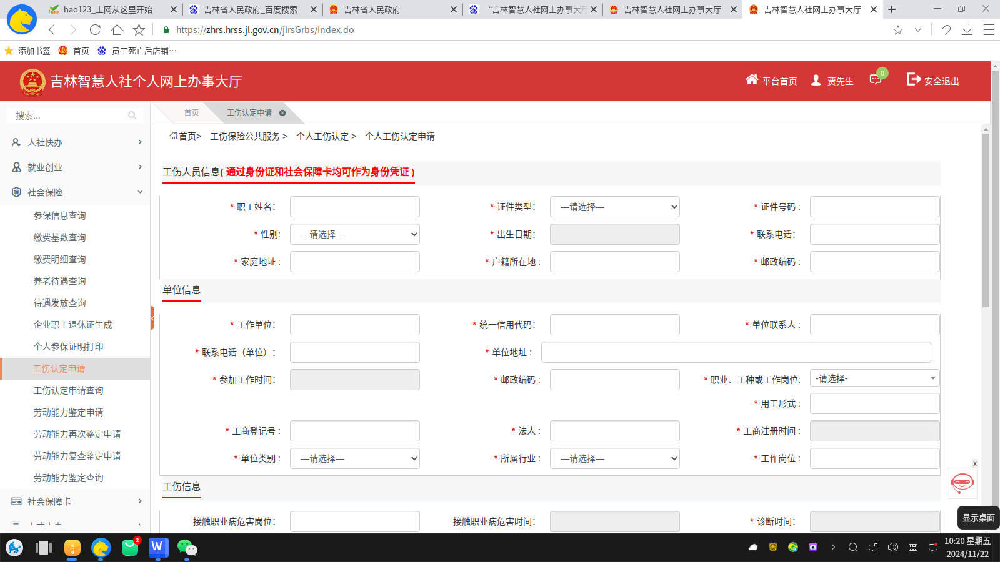 hao123_上网从这里开始
吉林省人民政府_百度搜索
吉林省人民政府
“吉林智慧人社网上办事大厅
吉林智慧人社网上办事大厅
吉林智慧人社网上办事大厅
https://zhrs.hrss.jl.gov.cn/jlrsGrbs/Index.do
添加书签
首页
员工死亡后店铺…
吉林智慧人社个人网上办事大厅
平台首页
贾先生
0
安全退出
搜索...
首页
工伤认定申请
首页>
工伤保险公共服务 >
个人工伤认定 >
个人工伤认定申请
人社快办
就业创业
社会保险
参保信息查询
缴费基数查询
缴费明细查询
养老待遇查询
待遇发放查询
企业职工退休证生成
个人参保证明打印
工伤认定申请
工伤认定申请查询
劳动能力鉴定申请
劳动能力再次鉴定申请
劳动能力复查鉴定申请
劳动能力鉴定查询
社会保障卡
工伤人员信息( 通过身份证和社会保障卡均可作为身份凭证 )
* 职工姓名：
* 证件类型： —请选择—
* 证件号码 :
* 性别: —请选择—
* 出生日期：
* 联系电话：
* 家庭地址 :
* 户籍所在地 :
* 邮政编码 :
单位信息
* 工作单位：
* 统一信用代码：
* 单位联系人 :
* 联系电话（单位）：
* 单位地址 :
* 参加工作时间：
* 邮政编码 :
* 职业、工种或工作岗位: -请选择-
* 用工形式 :
* 工商登记号 :
* 法人 :
* 工商注册时间 :
* 单位类别 : —请选择—
* 所属行业 : —请选择—
* 工作岗位 :
工伤信息
接触职业病危害岗位：
接触职业病危害时间：
* 诊断时间：
x
显示桌面
2
W
10:20 星期五
2024/11/22